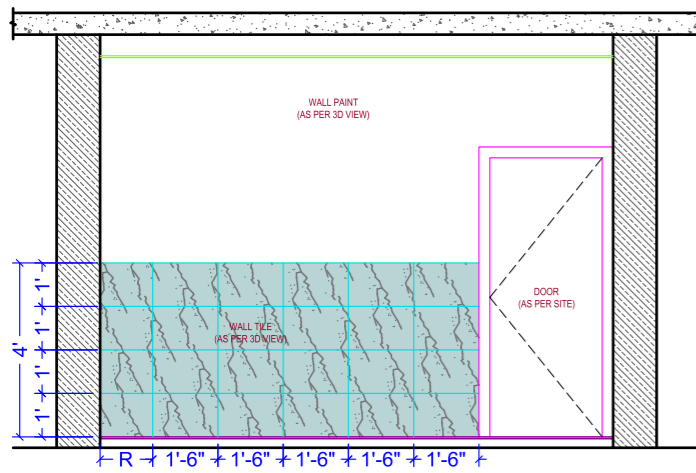 WALL PAINT
(AS PER 3D VIEW)
DOOR
(AS PER SITE)
WALL TILE
(AS PER 3D VIEW)
4'
1'
1'
1'
1'
R
1'-6"
1'-6"
1'-6"
1'-6"
1'-6"